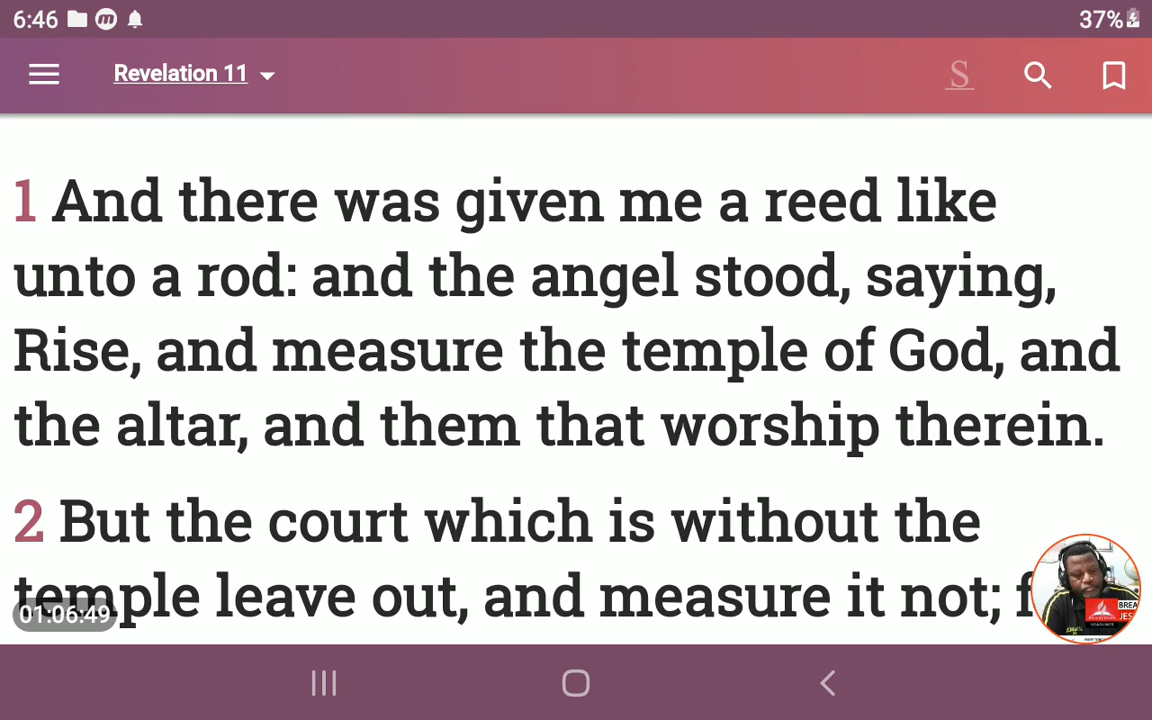 6:46
37%
Revelation 11
S
1 And there was given me a reed like
unto a rod: and the angel stood, saying,
Rise, and measure the temple of God, and
the altar, and them that worship therein.
2 But the court which is without the
temple leave out, and measure it not; f
01:06:49
BREA
JES